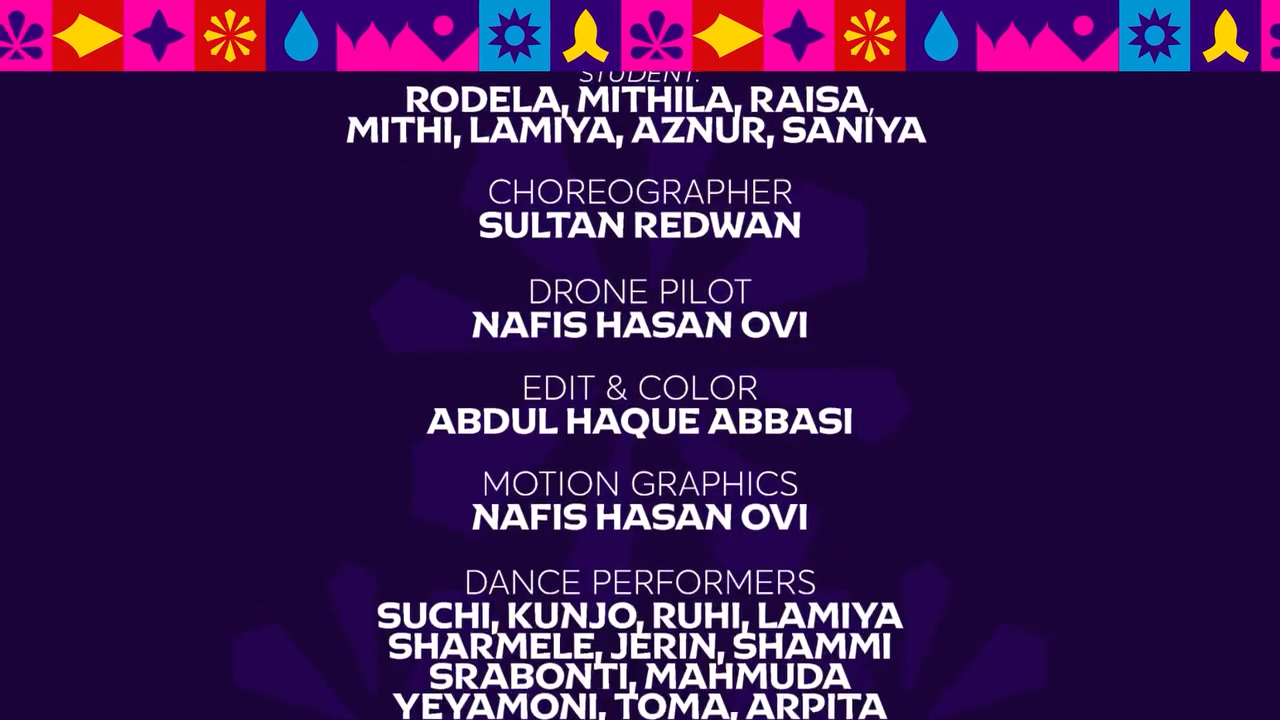 STUDENT:
RODELA, MITHILA, RAISA,
MITHI, LAMIYA, AZNUR, SANIYA
CHOREOGRAPHER
SULTAN REDWAN
DRONE PILOT
NAFIS HASAN OVI
EDIT & COLOR
ABDUL HAQUE ABBASI
MOTION GRAPHICS
NAFIS HASAN OVI
DANCE PERFORMERS
SUCHI, KUNJO, RUHI, LAMIYA
SHARMELE, JERIN, SHAMMI
SRABONTI, MAHMUDA
YEYAMONI, TOMA, ARPITA